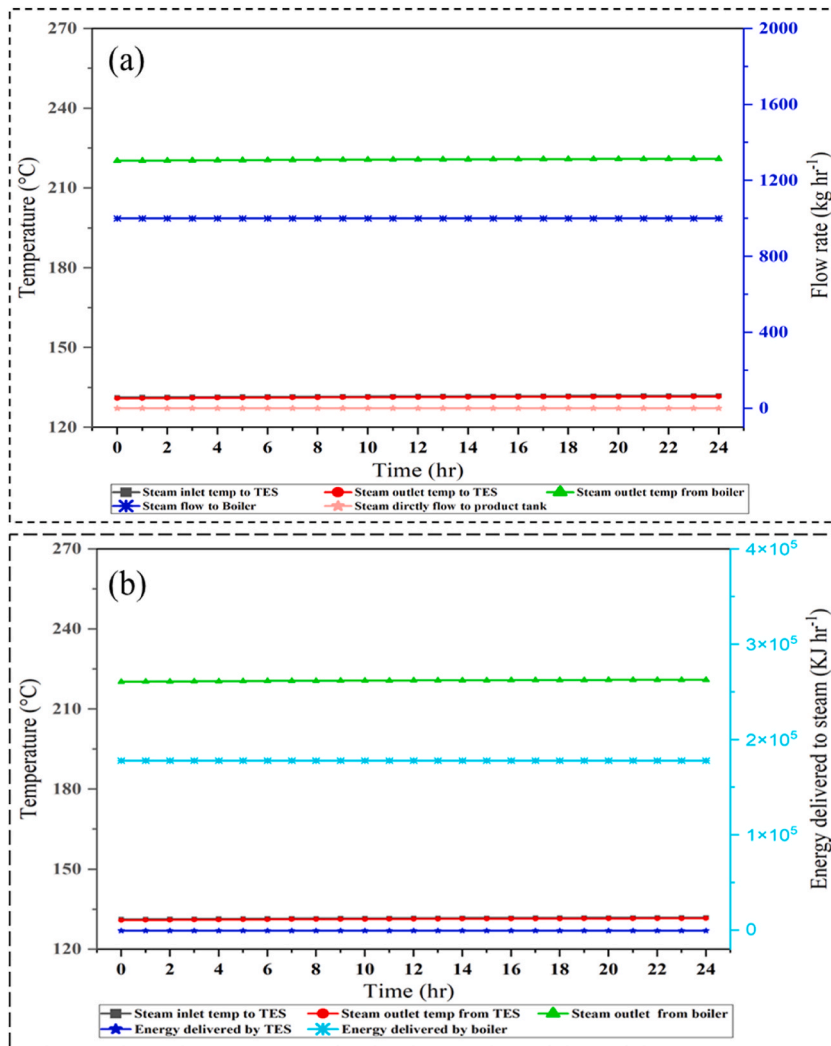 (a)
270
240
210
180
150
120
Temperature (°C)
2000
1600
1200
800
400
0
Flow rate (kg hr⁻¹)
0 2 4 6 8 10 12 14 16 18 20 22 24
Time (hr)
Steam inlet temp to TES Steam outlet temp to TES Steam outlet temp from boiler
Steam flow to Boiler Steam dirctly flow to product tank
(b)
270
240
210
180
150
120
Temperature (°C)
4×10⁵
3×10⁵
2×10⁵
1×10⁵
0
Energy delivered to steam (KJ hr⁻¹)
0 2 4 6 8 10 12 14 16 18 20 22 24
Time (hr)
Steam inlet temp to TES Steam outlet temp from TES Steam outlet from boiler
Energy delivered by TES Energy delivered by boiler